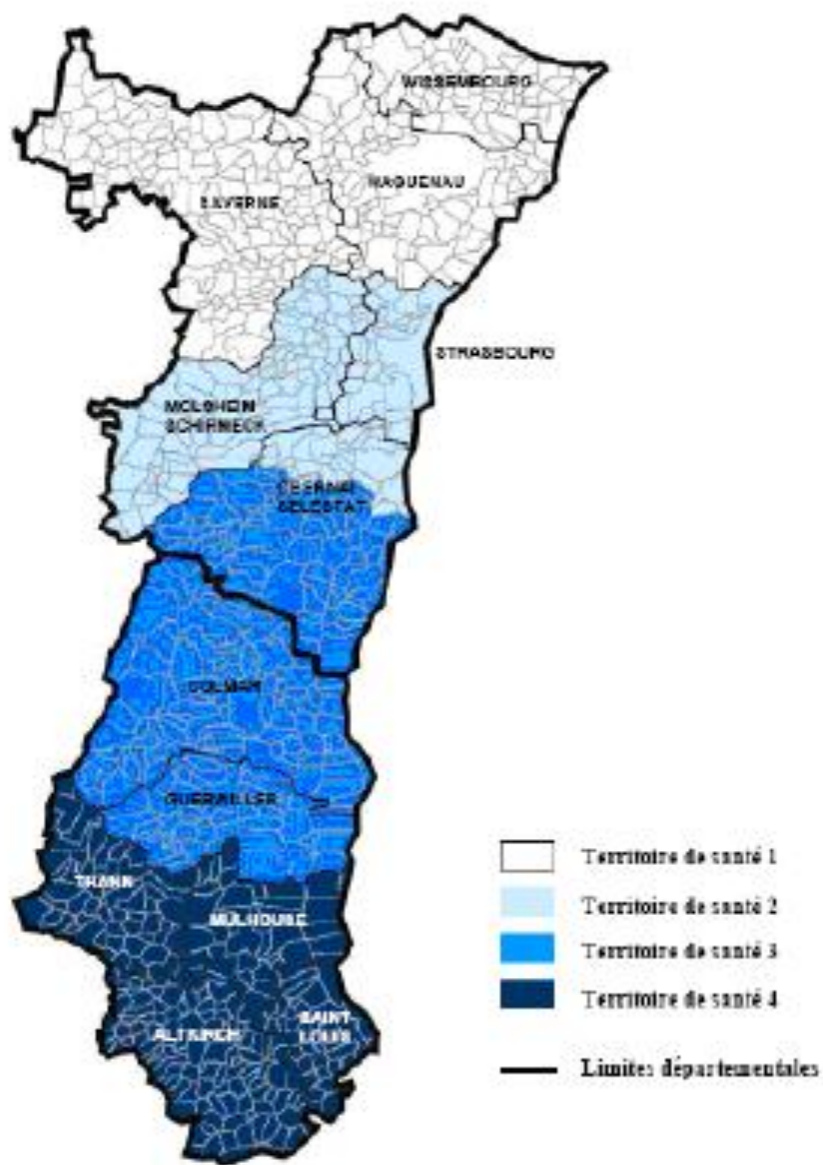 WISSEMBOURG
HAGUENAU
SAVERNE
STRASBOURG
MOLSHEIM
SCHIRMECK
OBERNAI
SELESTAT
COLMAR
GUEBWILLER
THANN
MULHOUSE
ALTKIRCH
SAINT
LOUIS
Territoire de santé 1
Territoire de santé 2
Territoire de santé 3
Territoire de santé 4
Limites départementales